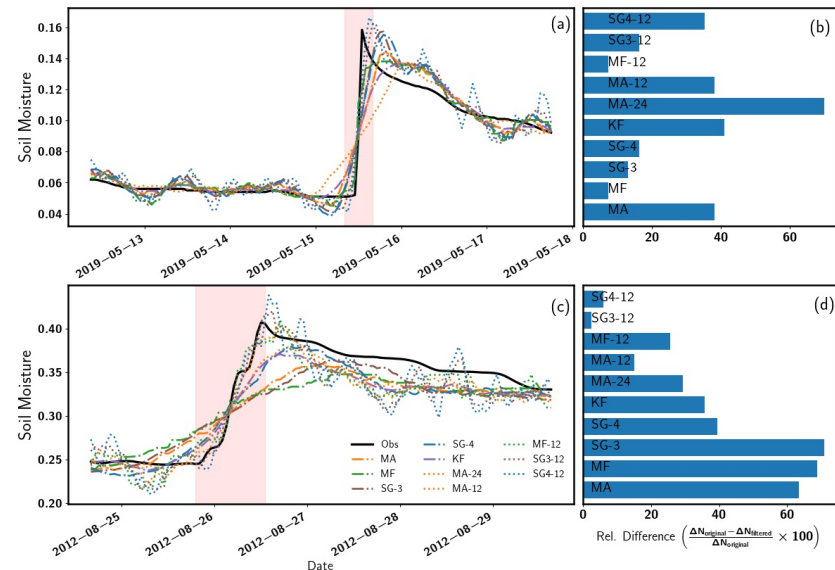 (a)
Soil Moisture
0.16
0.14
0.12
0.10
0.08
0.06
0.04
2019−05−13
2019−05−14
2019−05−15
2019−05−16
2019−05−17
2019−05−18
(b)
SG4-12
SG3-12
MF-12
MA-12
MA-24
KF
SG-4
SG-3
MF
MA
0 20 40 60
(c)
Soil Moisture
0.40
0.35
0.30
0.25
0.20
Obs SG-4 MF-12
MA KF SG3-12
MF MA-24 SG4-12
SG-3 MA-12
2012−08−25
2012−08−26
2012−08−27
2012−08−28
2012−08−29
Date
(d)
SG4-12
SG3-12
MF-12
MA-12
MA-24
KF
SG-4
SG-3
MF
MA
0 20 40 60
Rel. Difference (ΔNoriginal−ΔNfiltered / ΔNoriginal × 100)